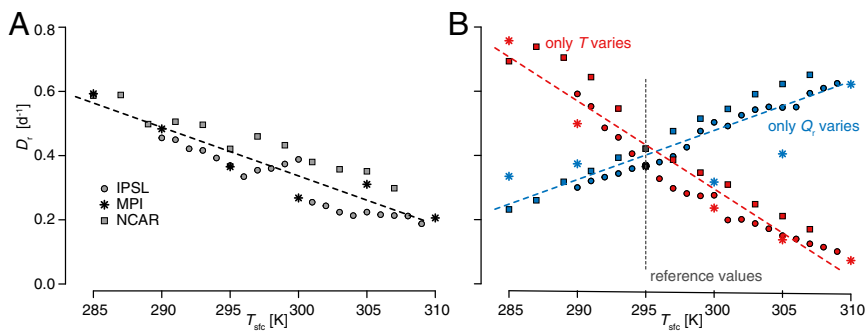 A
B
0.8
0.6
0.4
0.2
0.0
D_r [d⁻¹]
IPSL
MPI
NCAR
285 290 295 300 305 310
T_sfc [K]
only T varies
only Q_r varies
reference values
285 290 295 300 305 310
T_sfc [K]